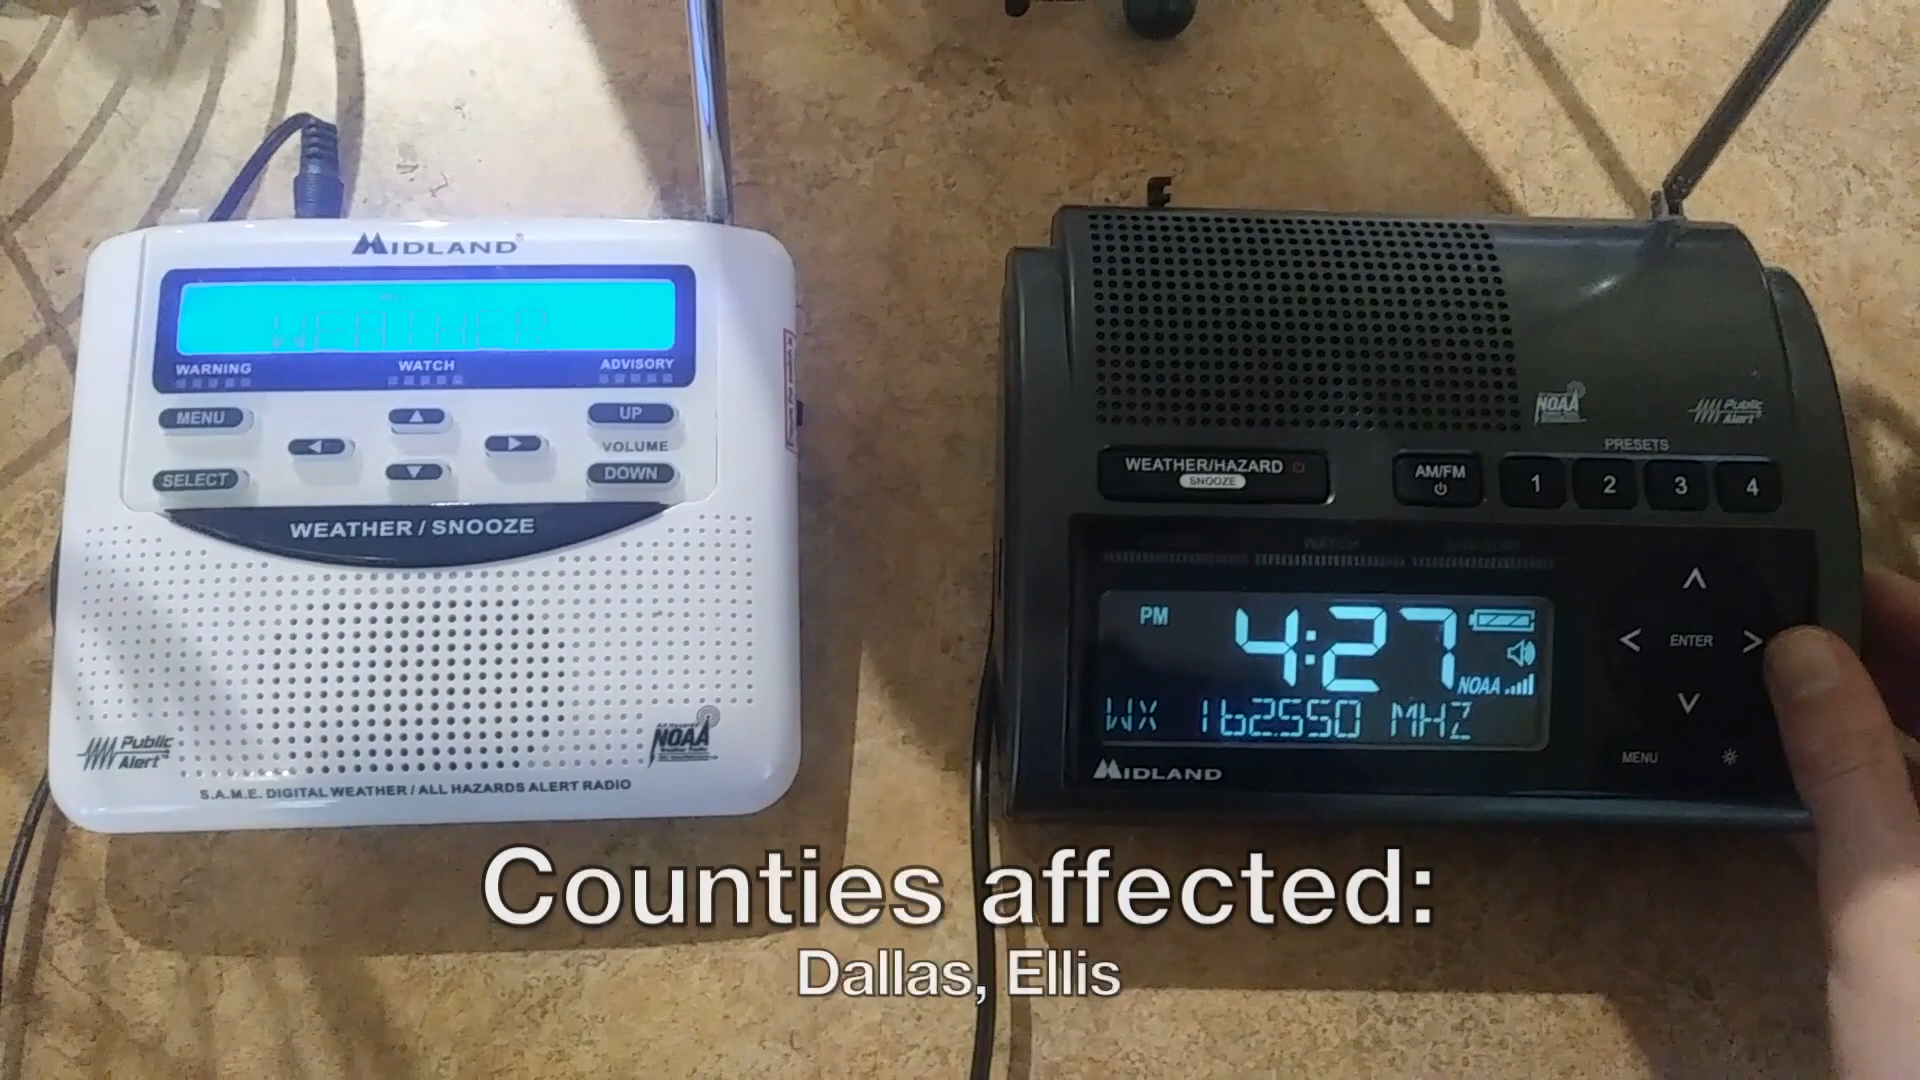 MIDLAND
WEATHER
WARNING WATCH ADVISORY
MENU
UP
VOLUME
SELECT
DOWN
WEATHER / SNOOZE
Public Alert
NOAA
S.A.M.E. DIGITAL WEATHER / ALL HAZARDS ALERT RADIO
NOAA
Public Alert
PRESETS
WEATHER/HAZARD
SNOOZE
AM/FM
1 2 3 4
WATCH
PM 4:27
NOAA
WX 162550 MHZ
ENTER
MENU
MIDLAND
Counties affected:
Dallas, Ellis